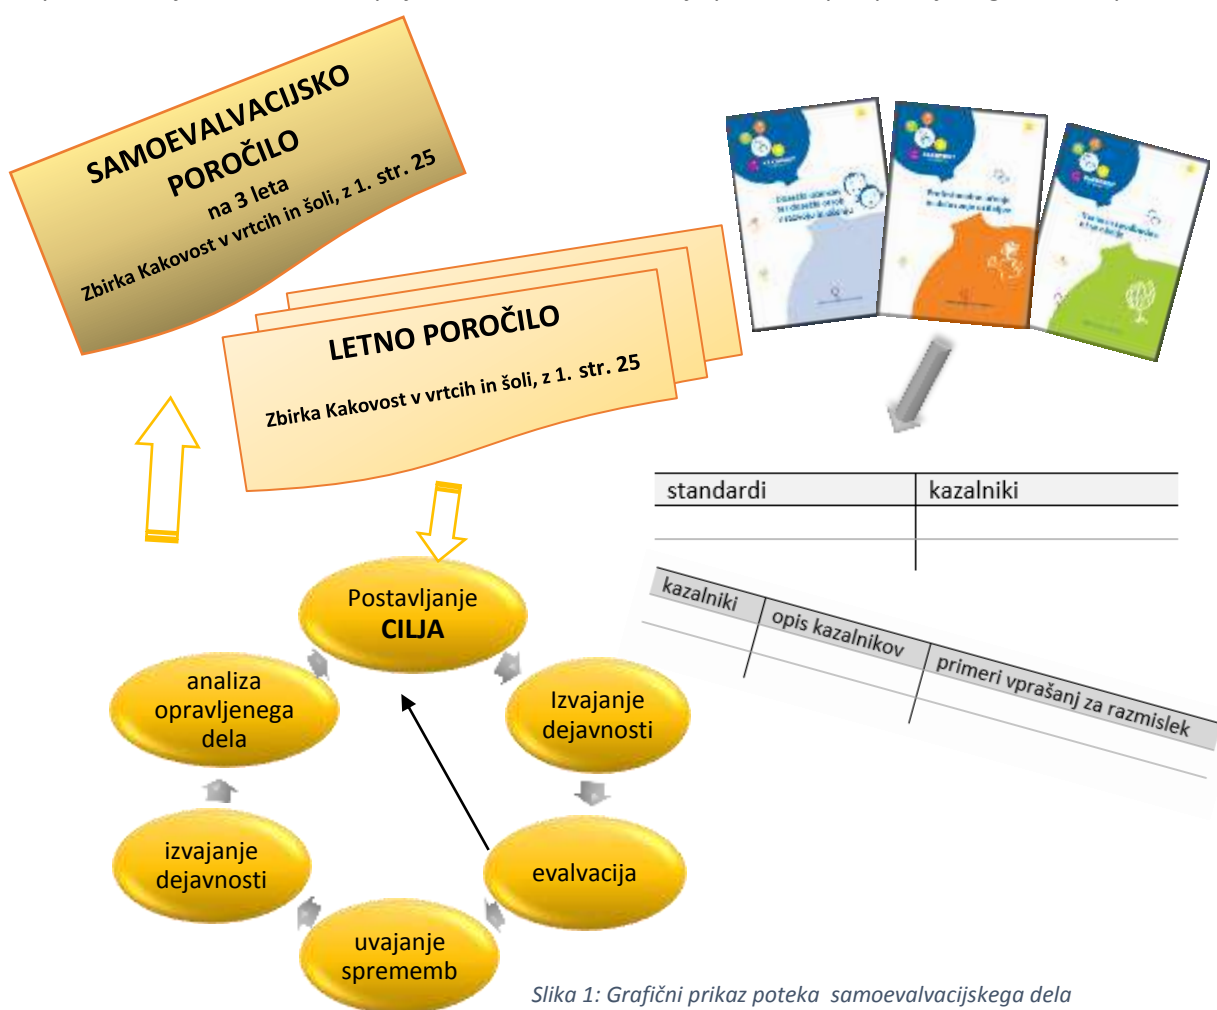 SAMOEVALVACIJSKO
POROČILO
na 3 leta
Zbirka Kakovost v vrtcih in šoli, z 1. str. 25
LETNO POROČILO
Zbirka Kakovost v vrtcih in šoli, z 1. str. 25
standardi kazalniki
kazalniki opis kazalnikov primeri vprašanj za razmislek
Postavljanje
CILJA
Izvajanje
dejavnosti
evalvacija
uvajanje
sprememb
izvajanje
dejavnosti
analiza
opravljenega
dela
Slika 1: Grafični prikaz poteka samoevalvacijskega dela